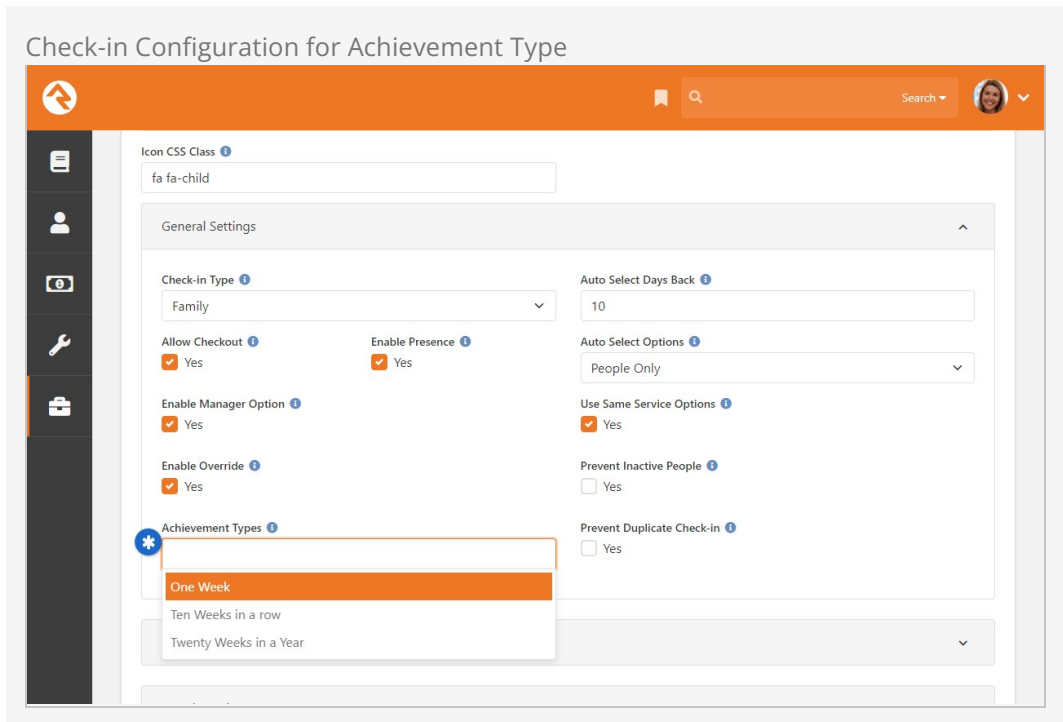 Check-in Configuration for Achievement Type
Search
Icon CSS Class
fa fa-child
General Settings
Check-in Type
Auto Select Days Back
Family
10
Allow Checkout
Enable Presence
Auto Select Options
Yes
Yes
People Only
Enable Manager Option
Use Same Service Options
Yes
Yes
Enable Override
Prevent Inactive People
Yes
Yes
Achievement Types
Prevent Duplicate Check-in
Yes
One Week
Ten Weeks in a row
Twenty Weeks in a Year